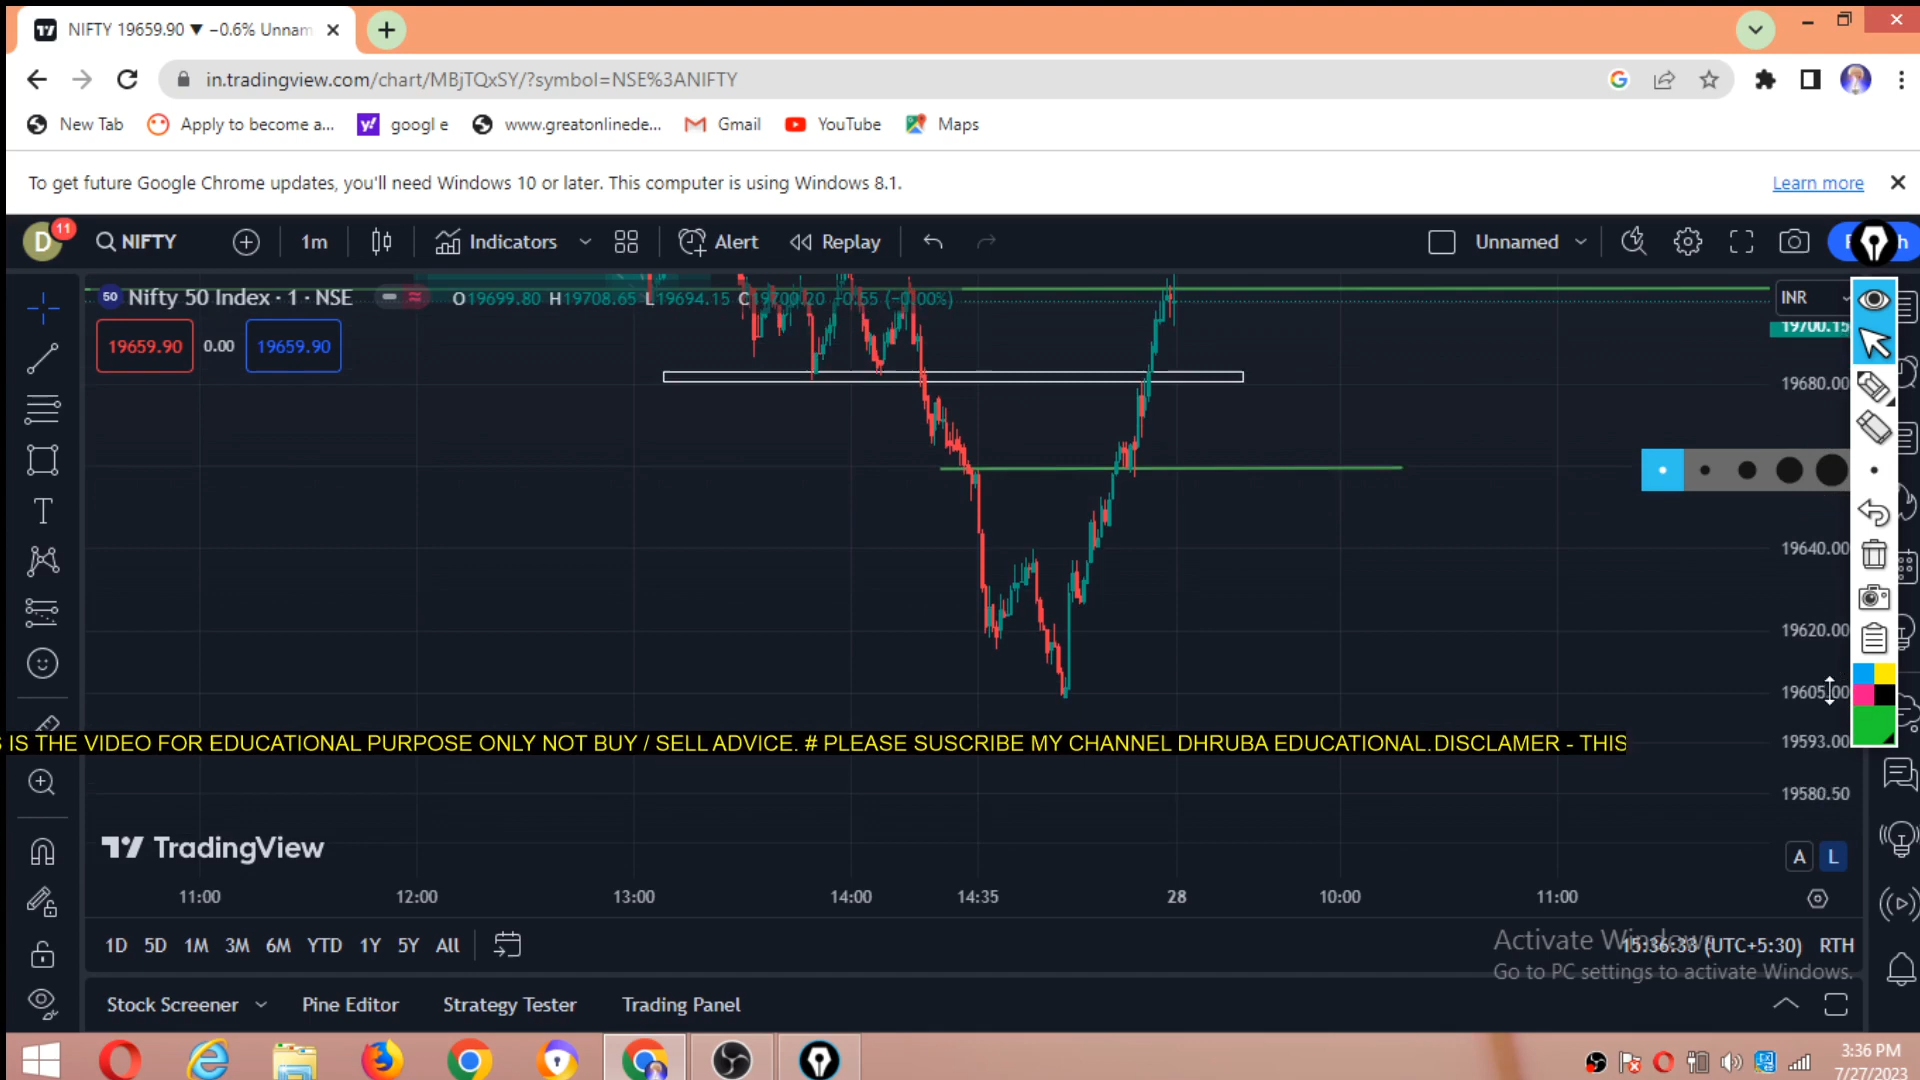 NIFTY 19659.90 ▼ −0.6% Unnam
in.tradingview.com/chart/MBjTQxSY/?symbol=NSE%3ANIFTY
New Tab Apply to become a... googl e www.greatonlinede... Gmail YouTube Maps
To get future Google Chrome updates, you'll need Windows 10 or later. This computer is using Windows 8.1. Learn more
D 11 NIFTY 1m Indicators Alert Replay Unnamed
50 Nifty 50 Index · 1 · NSE O19699.80 H19708.65 L19694.15 C19700.20 −0.55 (−0.00%) INR
19700.15
19659.90 0.00 19659.90
19680.00
19640.00
19620.00
19605.00
IS THE VIDEO FOR EDUCATIONAL PURPOSE ONLY NOT BUY / SELL ADVICE. # PLEASE SUSCRIBE MY CHANNEL DHRUBA EDUCATIONAL.DISCLAMER - THIS
19593.00
19580.50
TradingView
A L
11:00 12:00 13:00 14:00 14:35 28 10:00 11:00
1D 5D 1M 3M 6M YTD 1Y 5Y All
Activate Windows
15:36:33 (UTC+5:30) RTH
Go to PC settings to activate Windows.
Stock Screener Pine Editor Strategy Tester Trading Panel
3:36 PM
7/27/2023